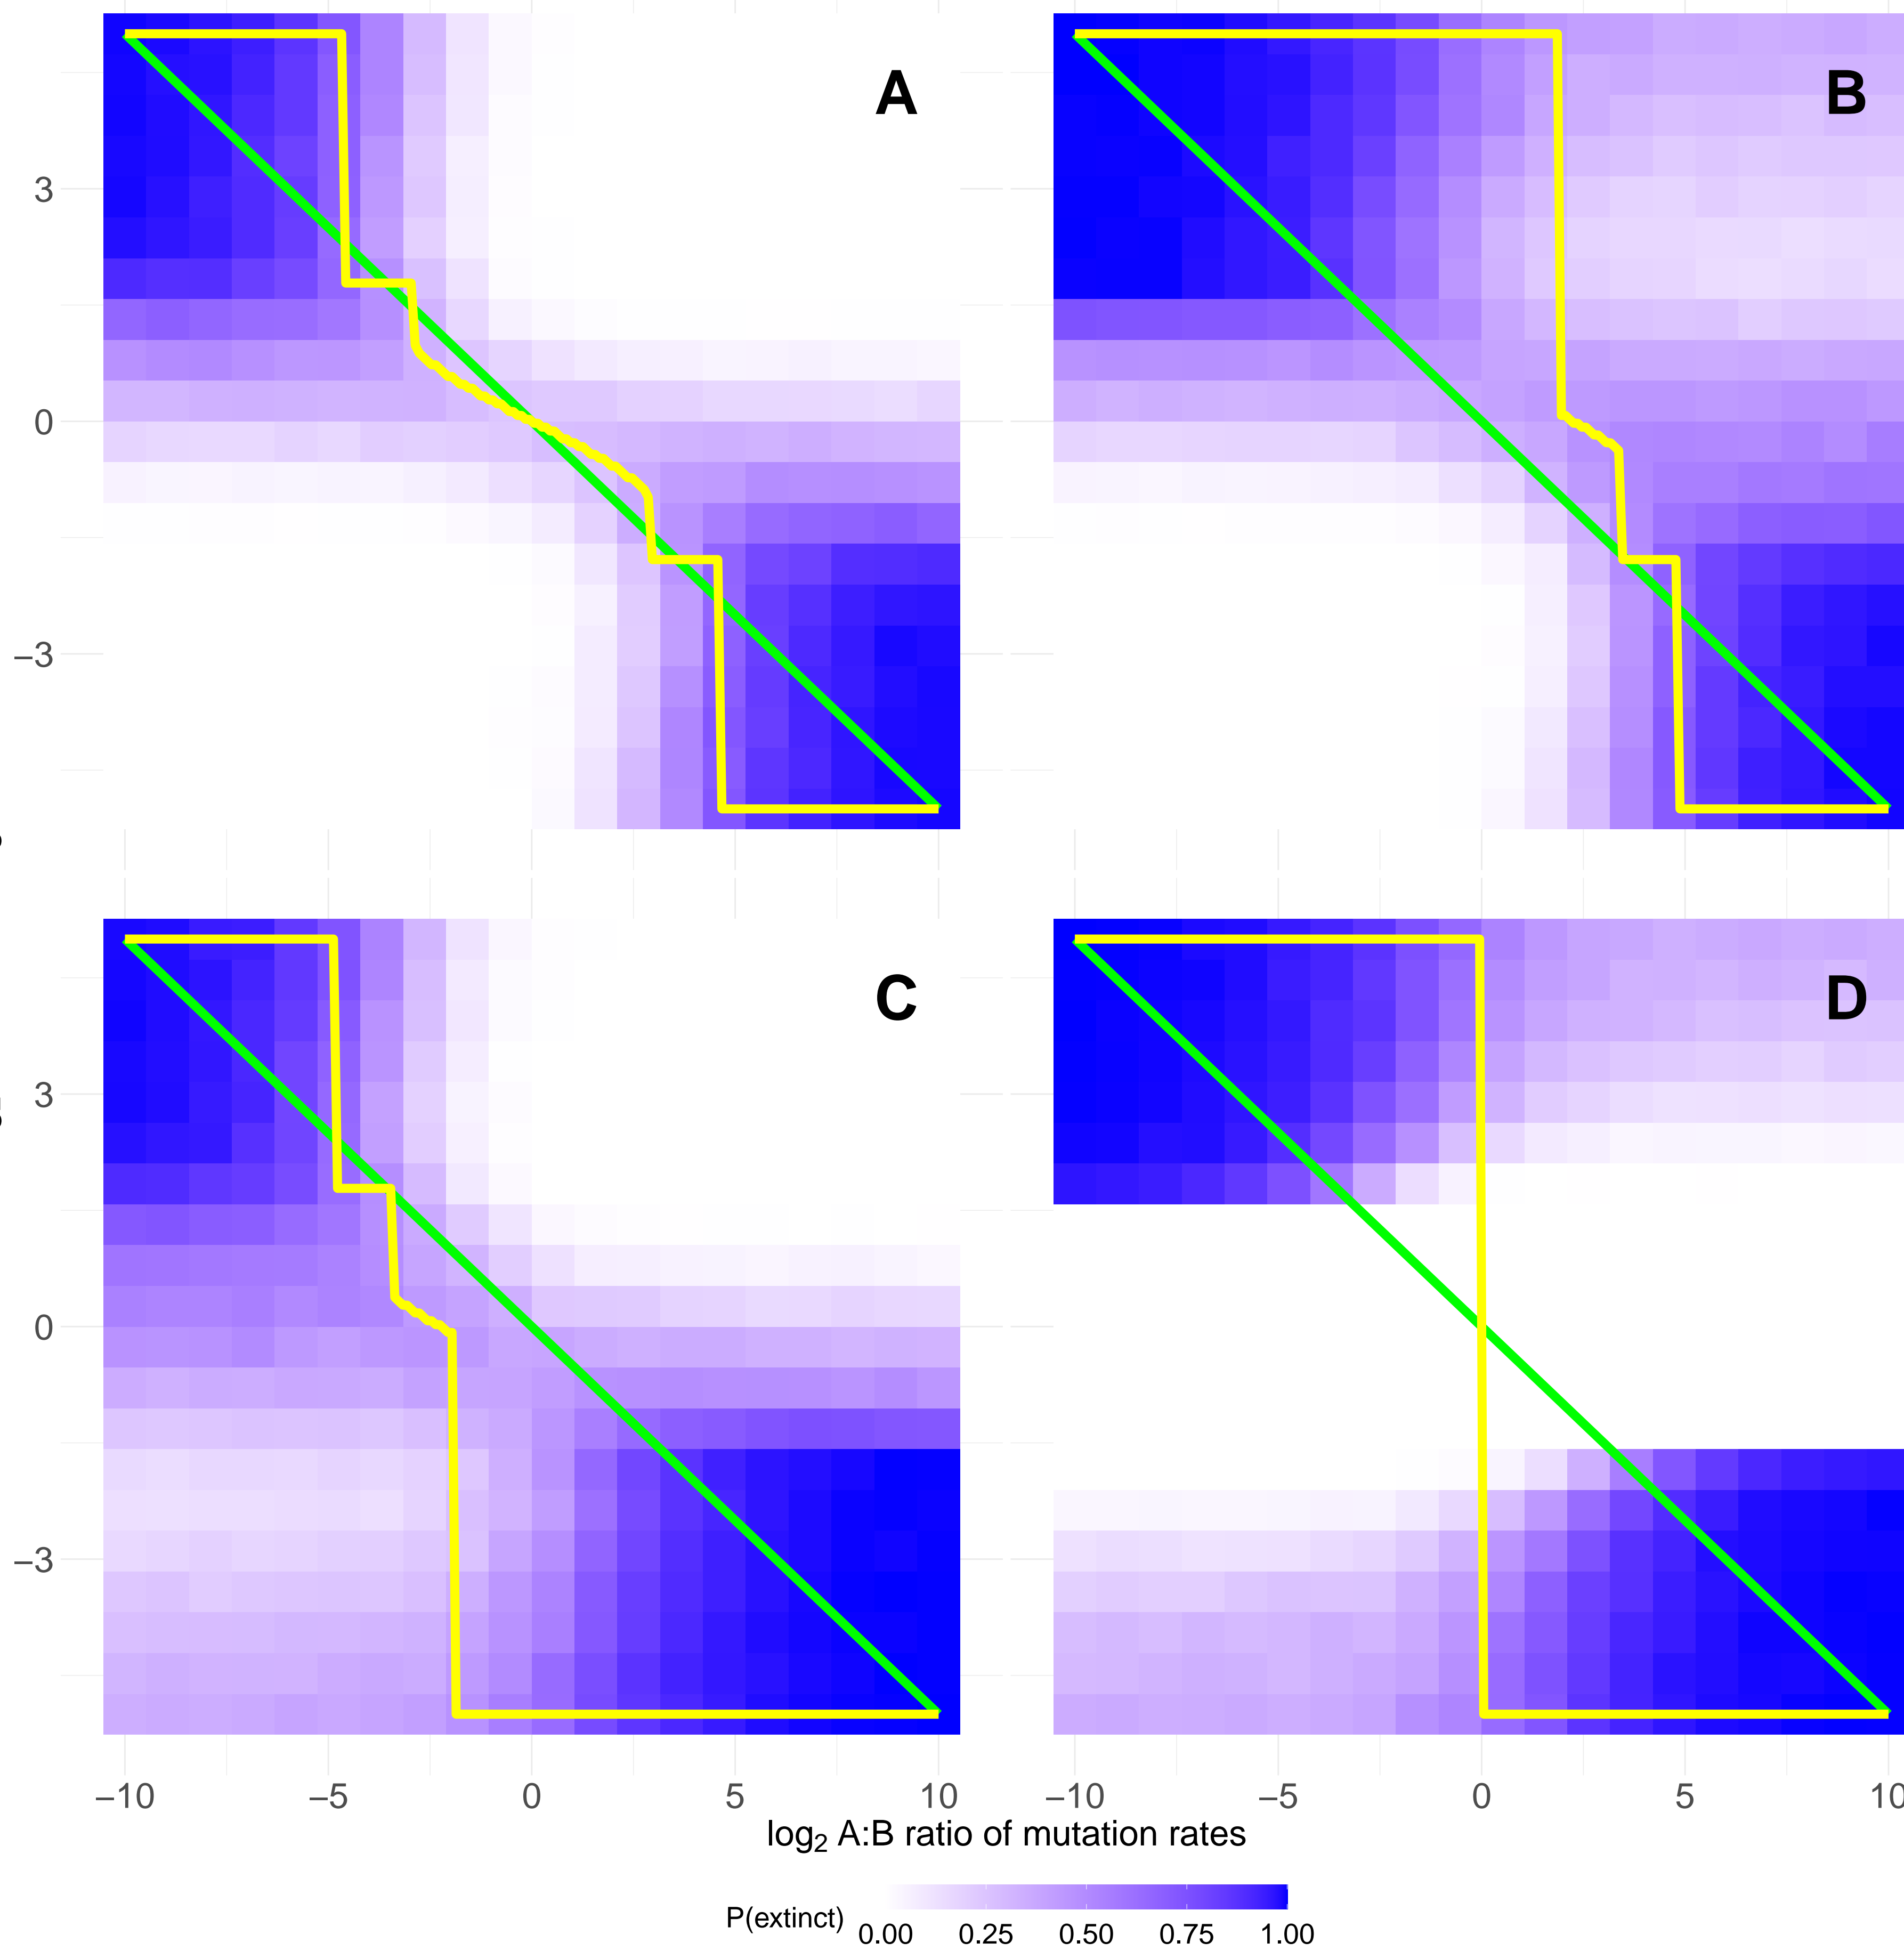 A
B
3
0
−3
C
D
3
0
−3
−10 −5 0 5 10 −10 −5 0 5 10
log2 A:B ratio of mutation rates
P(extinct)
0.00 0.25 0.50 0.75 1.00